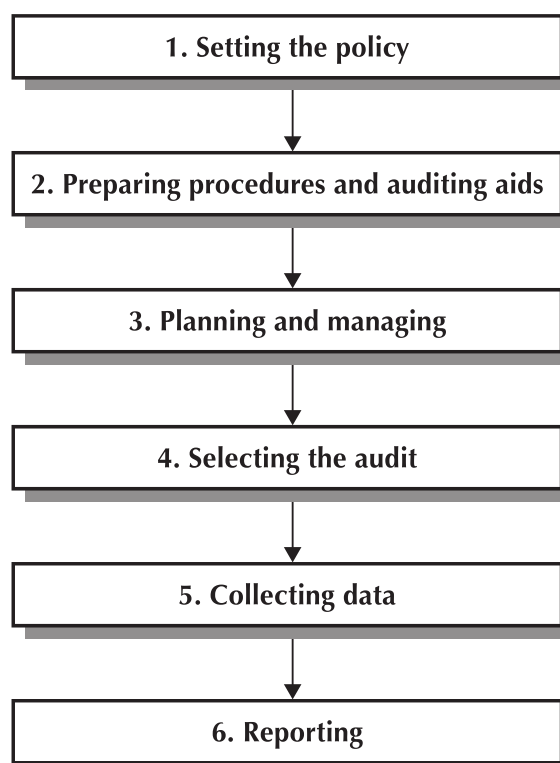 1. Setting the policy
2. Preparing procedures and auditing aids
3. Planning and managing
4. Selecting the audit
5. Collecting data
6. Reporting